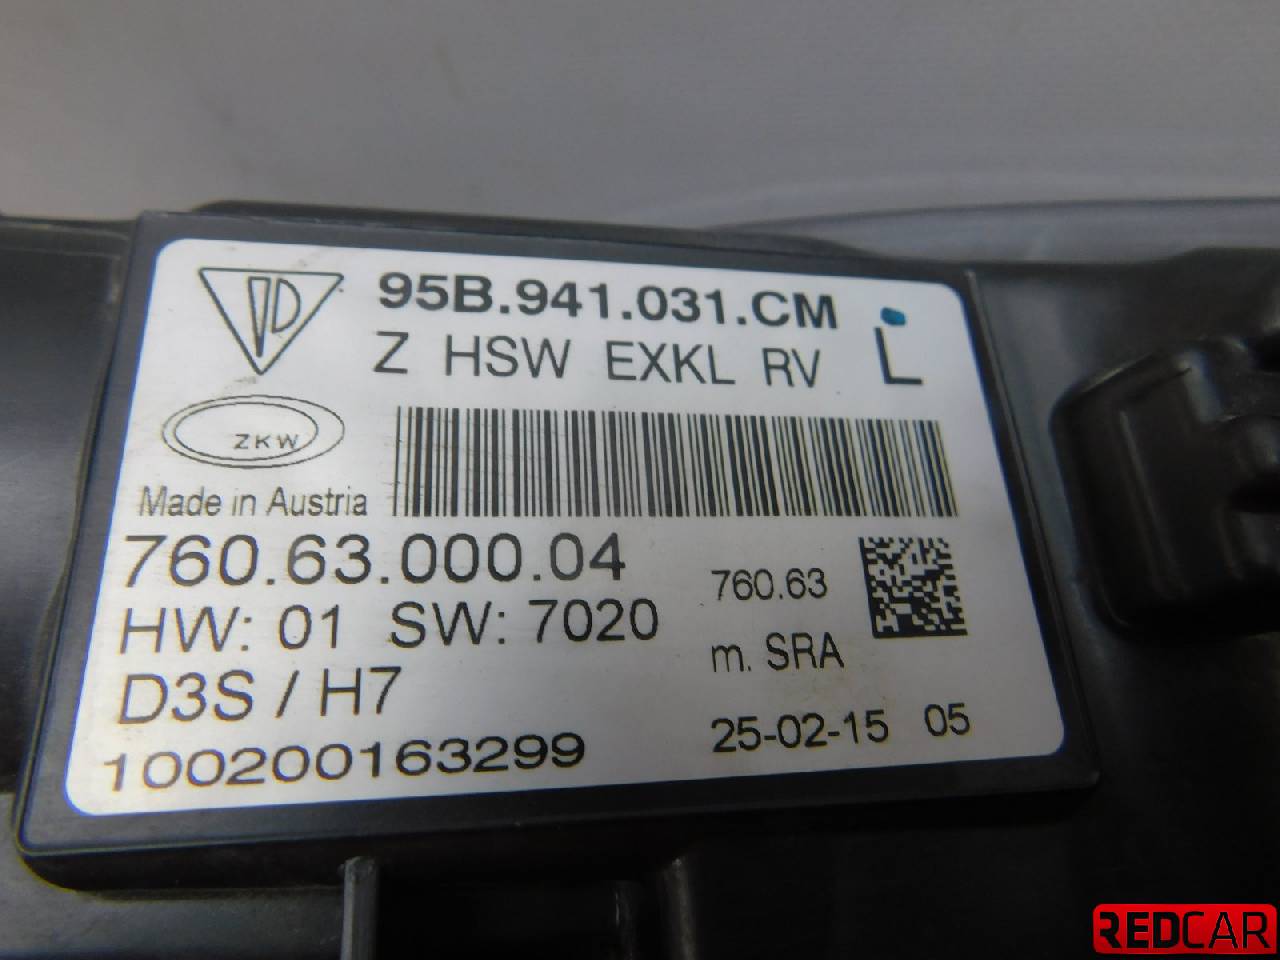 95B.941.031.CM
Z HSW EXKL RV L
ZKW
Made in Austria
760.63.000.04
760.63
HW: 01 SW: 7020
m. SRA
D3S / H7
25-02-15 05
100200163299
REDCAR